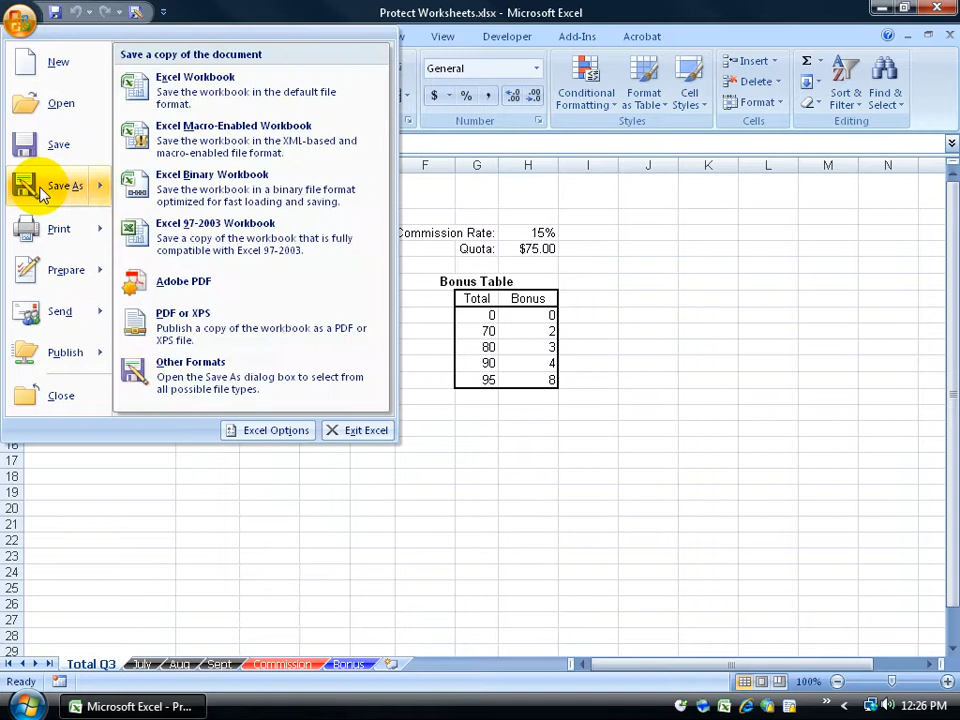 Protect Worksheets.xlsx - Microsoft Excel
View Developer Add-Ins Acrobat
New
Open
Save
Save As
Print
Prepare
Send
Publish
Close
Save a copy of the document
Excel Workbook
Save the workbook in the default file
format.
Excel Macro-Enabled Workbook
Save the workbook in the XML-based and
macro-enabled file format.
Excel Binary Workbook
Save the workbook in a binary file format
optimized for fast loading and saving.
Excel 97-2003 Workbook
Save a copy of the workbook that is fully
compatible with Excel 97-2003.
Adobe PDF
PDF or XPS
Publish a copy of the workbook as a PDF or
XPS file.
Other Formats
Open the Save As dialog box to select from
all possible file types.
Excel Options Exit Excel
General
$ % , .00 .00
Number
Conditional
Formatting
Format
as Table
Cell
Styles
Styles
Insert
Delete
Format
Cells
Σ
Sort &
Filter
Find &
Select
Editing
F G H I J K L M N
Commission Rate: 15%
Quota: $75.00
Bonus Table
Total Bonus
0 0
70 2
80 3
90 4
95 8
16
17
18
19
20
21
22
23
24
25
26
27
28
29
Total Q3 July Aug Sept Commission Bonus
Ready 100%
Microsoft Excel - Pr... » 12:26 PM